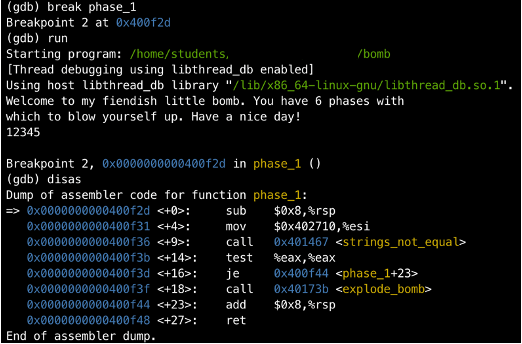 (gdb) break phase_1
Breakpoint 2 at 0x400f2d
(gdb) run
Starting program: /home/students, /bomb
[Thread debugging using libthread_db enabled]
Using host libthread_db library "/lib/x86_64-linux-gnu/libthread_db.so.1".
Welcome to my fiendish little bomb. You have 6 phases with
which to blow yourself up. Have a nice day!
12345

Breakpoint 2, 0x0000000000400f2d in phase_1 ()
(gdb) disas
Dump of assembler code for function phase_1:
=> 0x0000000000400f2d <+0>: sub $0x8,%rsp
0x0000000000400f31 <+4>: mov $0x402710,%esi
0x0000000000400f36 <+9>: call 0x401467 <strings_not_equal>
0x0000000000400f3b <+14>: test %eax,%eax
0x0000000000400f3d <+16>: je 0x400f44 <phase_1+23>
0x0000000000400f3f <+18>: call 0x40173b <explode_bomb>
0x0000000000400f44 <+23>: add $0x8,%rsp
0x0000000000400f48 <+27>: ret
End of assembler dump.